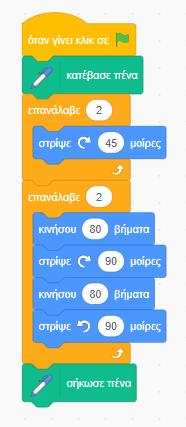 όταν γίνει κλικ σε
κατέβασε πένα
επανάλαβε 2
στρίψε 45 μοίρες
επανάλαβε 2
κινήσου 80 βήματα
στρίψε 90 μοίρες
κινήσου 80 βήματα
στρίψε 90 μοίρες
σήκωσε πένα